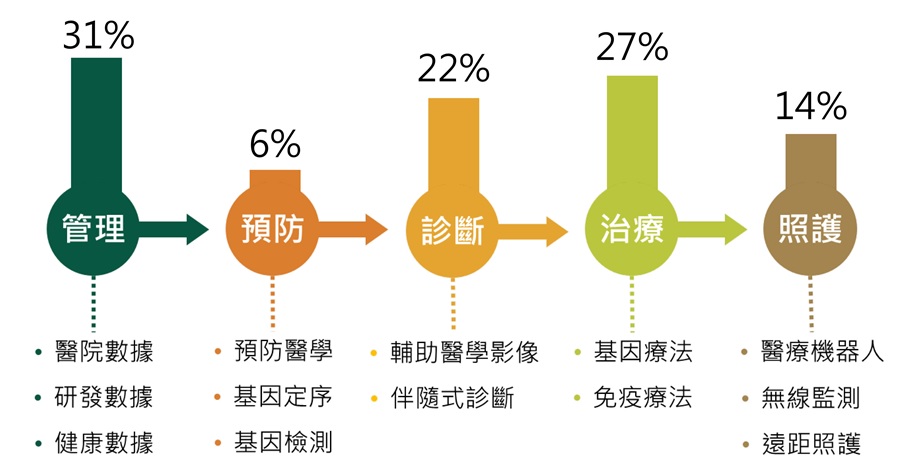 31%
管理
• 醫院數據
• 研發數據
• 健康數據
6%
預防
• 預防醫學
• 基因定序
• 基因檢測
22%
診斷
• 輔助醫學影像
• 伴隨式診斷
27%
治療
• 基因療法
• 免疫療法
14%
照護
• 醫療機器人
• 無線監測
• 遠距照護